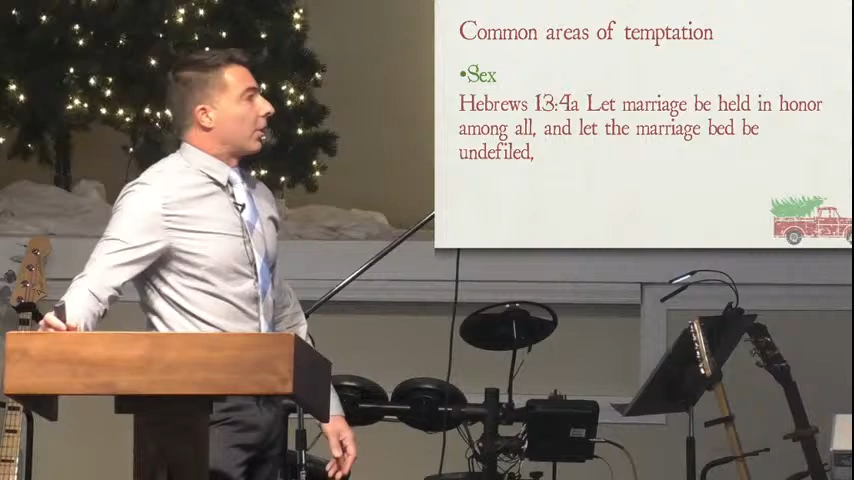 Common areas of temptation
•Sex
Hebrews 13:4a Let marriage be held in honor
among all, and let the marriage bed be
undefiled,